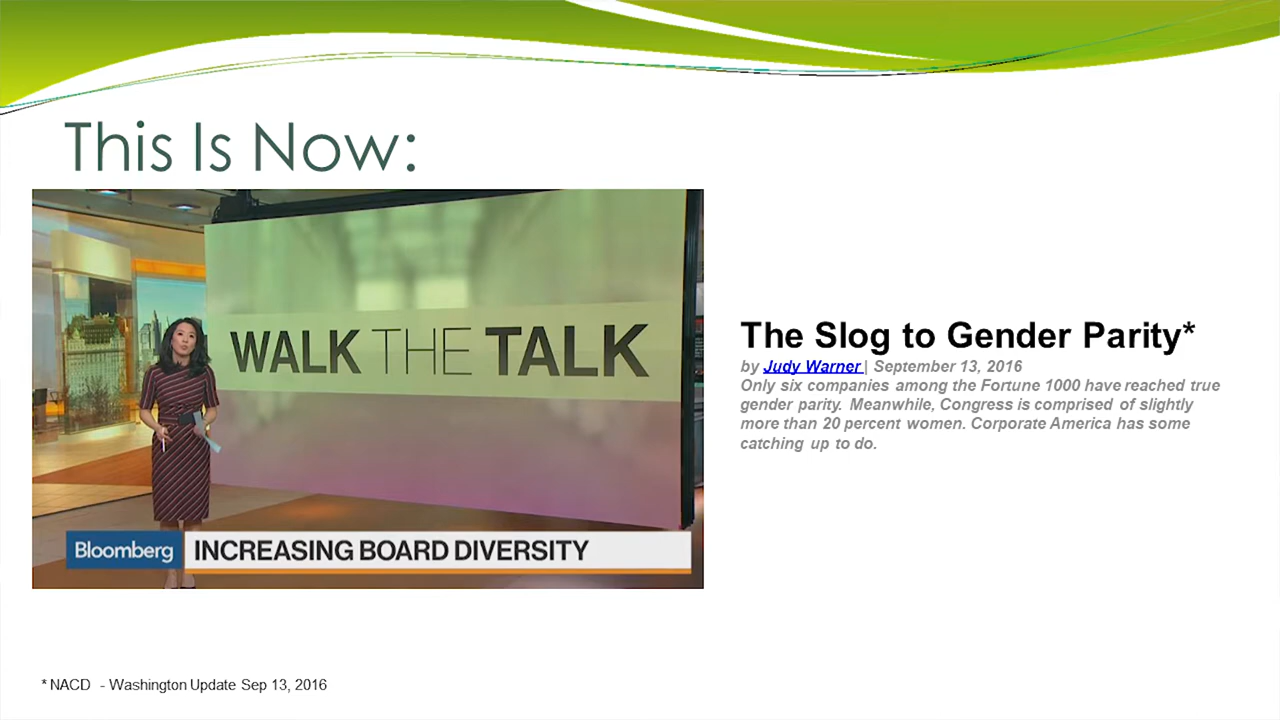 This Is Now:
WALK THE TALK
Bloomberg INCREASING BOARD DIVERSITY
The Slog to Gender Parity*
by Judy Warner | September 13, 2016
Only six companies among the Fortune 1000 have reached true
gender parity. Meanwhile, Congress is comprised of slightly
more than 20 percent women. Corporate America has some
catching up to do.
* NACD - Washington Update Sep 13, 2016